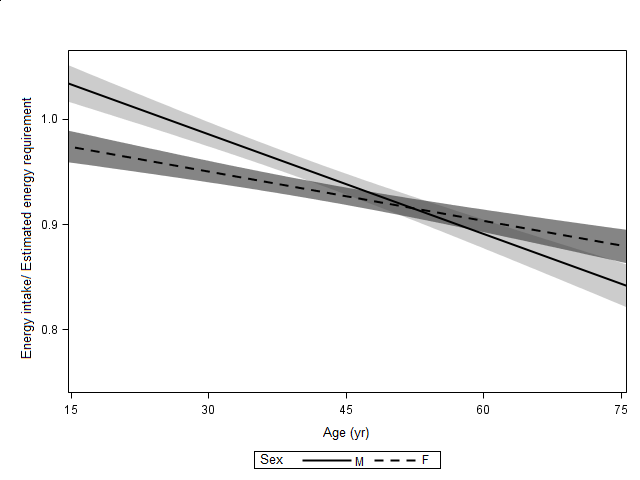 Energy intake/ Estimated energy requirement
1.0
0.9
0.8
15 30 45 60 75
Age (yr)
Sex M F